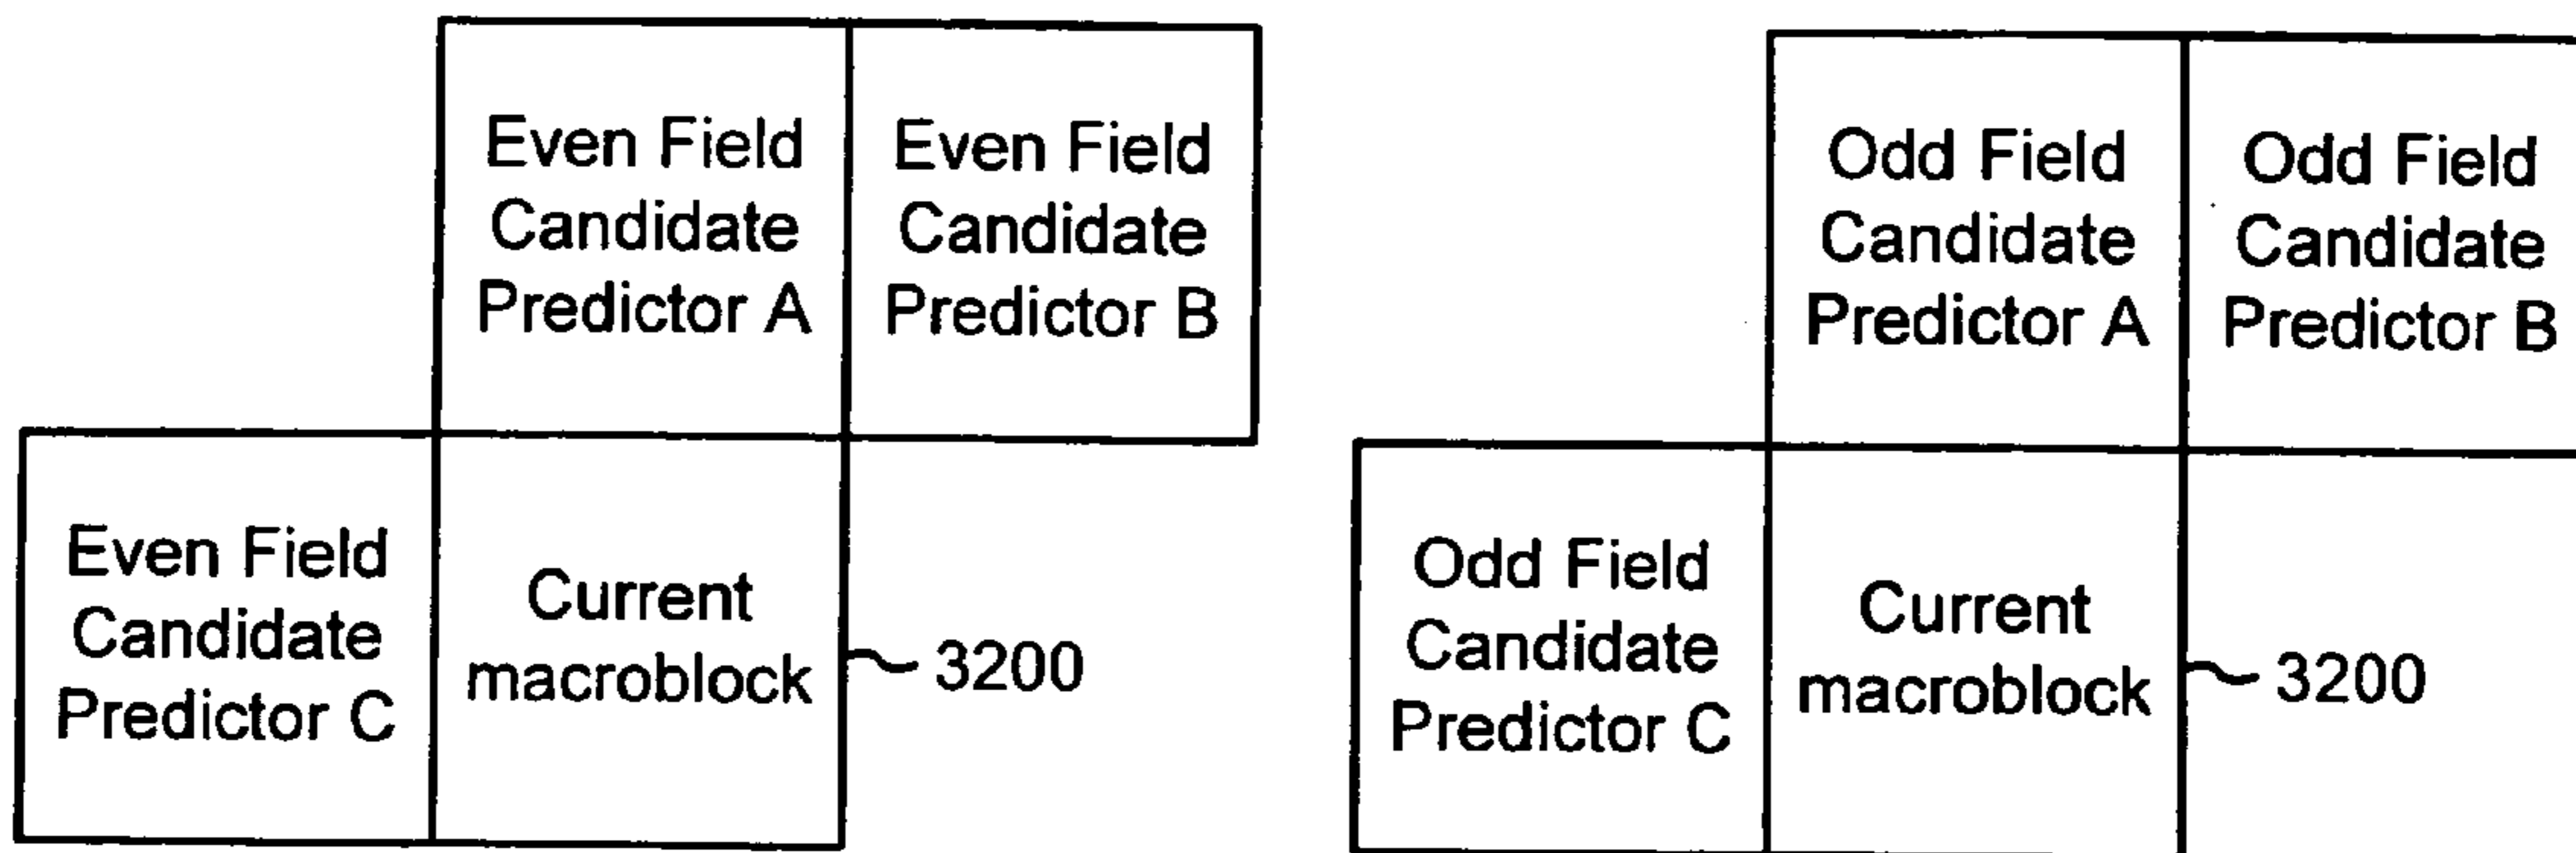 Even Field
Candidate
Predictor A
Even Field
Candidate
Predictor B
Even Field
Candidate
Predictor C
Current
macroblock
3200
Odd Field
Candidate
Predictor A
Odd Field
Candidate
Predictor B
Odd Field
Candidate
Predictor C
Current
macroblock
3200